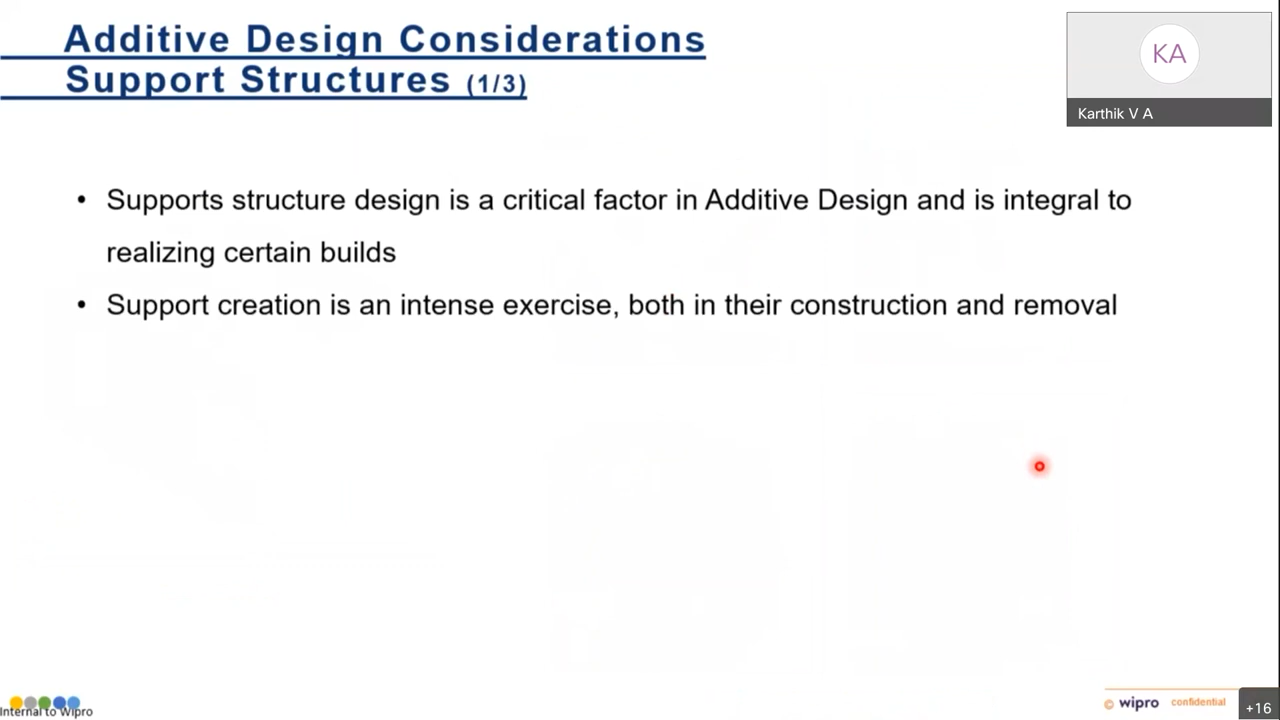 Additive Design Considerations
Support Structures (1/3)
KA
Karthik V A
• Supports structure design is a critical factor in Additive Design and is integral to
realizing certain builds
• Support creation is an intense exercise, both in their construction and removal
Internal to Wipro
© wipro confidential
+16